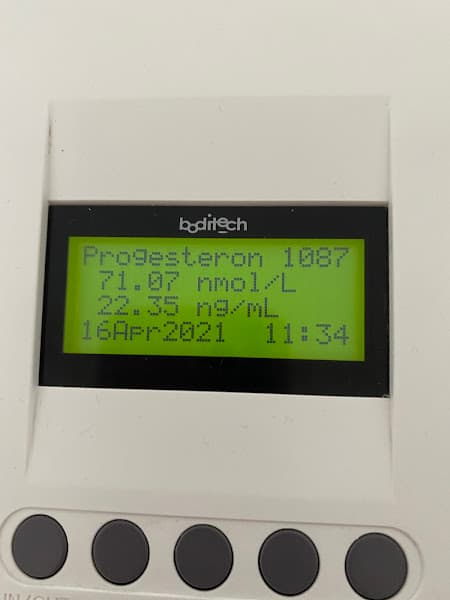 boditech
Progesteron 1087
71.07 nmol/L
22.35 ng/mL
16Apr2021 11:34